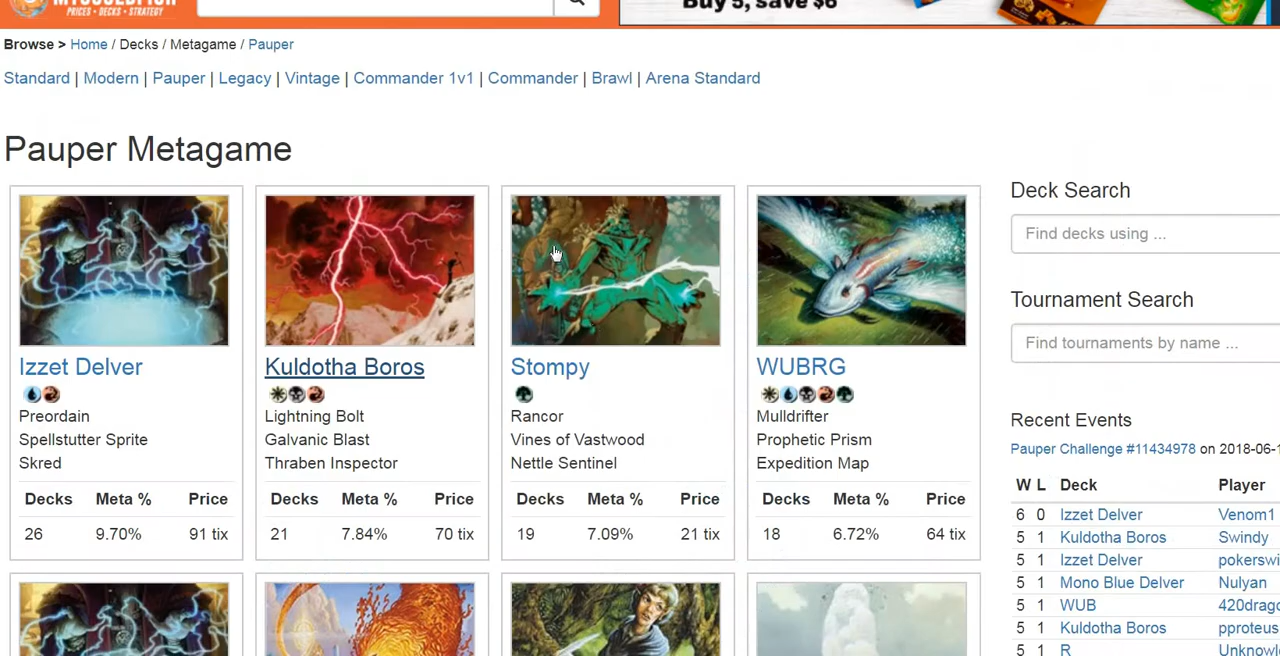 PRICES • DECKS • STRATEGY
Buy 5, save $6
Browse > Home / Decks / Metagame / Pauper
Standard | Modern | Pauper | Legacy | Vintage | Commander 1v1 | Commander | Brawl | Arena Standard
Pauper Metagame
Izzet Delver
Preordain
Spellstutter Sprite
Skred
Decks Meta % Price
26 9.70% 91 tix
Kuldotha Boros
Lightning Bolt
Galvanic Blast
Thraben Inspector
Decks Meta % Price
21 7.84% 70 tix
Stompy
Rancor
Vines of Vastwood
Nettle Sentinel
Decks Meta % Price
19 7.09% 21 tix
WUBRG
Mulldrifter
Prophetic Prism
Expedition Map
Decks Meta % Price
18 6.72% 64 tix
Deck Search
Find decks using ...
Tournament Search
Find tournaments by name ...
Recent Events
Pauper Challenge #11434978 on 2018-06-1
W L Deck Player
6 0 Izzet Delver Venom1
5 1 Kuldotha Boros Swindy
5 1 Izzet Delver pokerswi
5 1 Mono Blue Delver Nulyan
5 1 WUB 420drago
5 1 Kuldotha Boros pproteus
5 1 R Unknowl